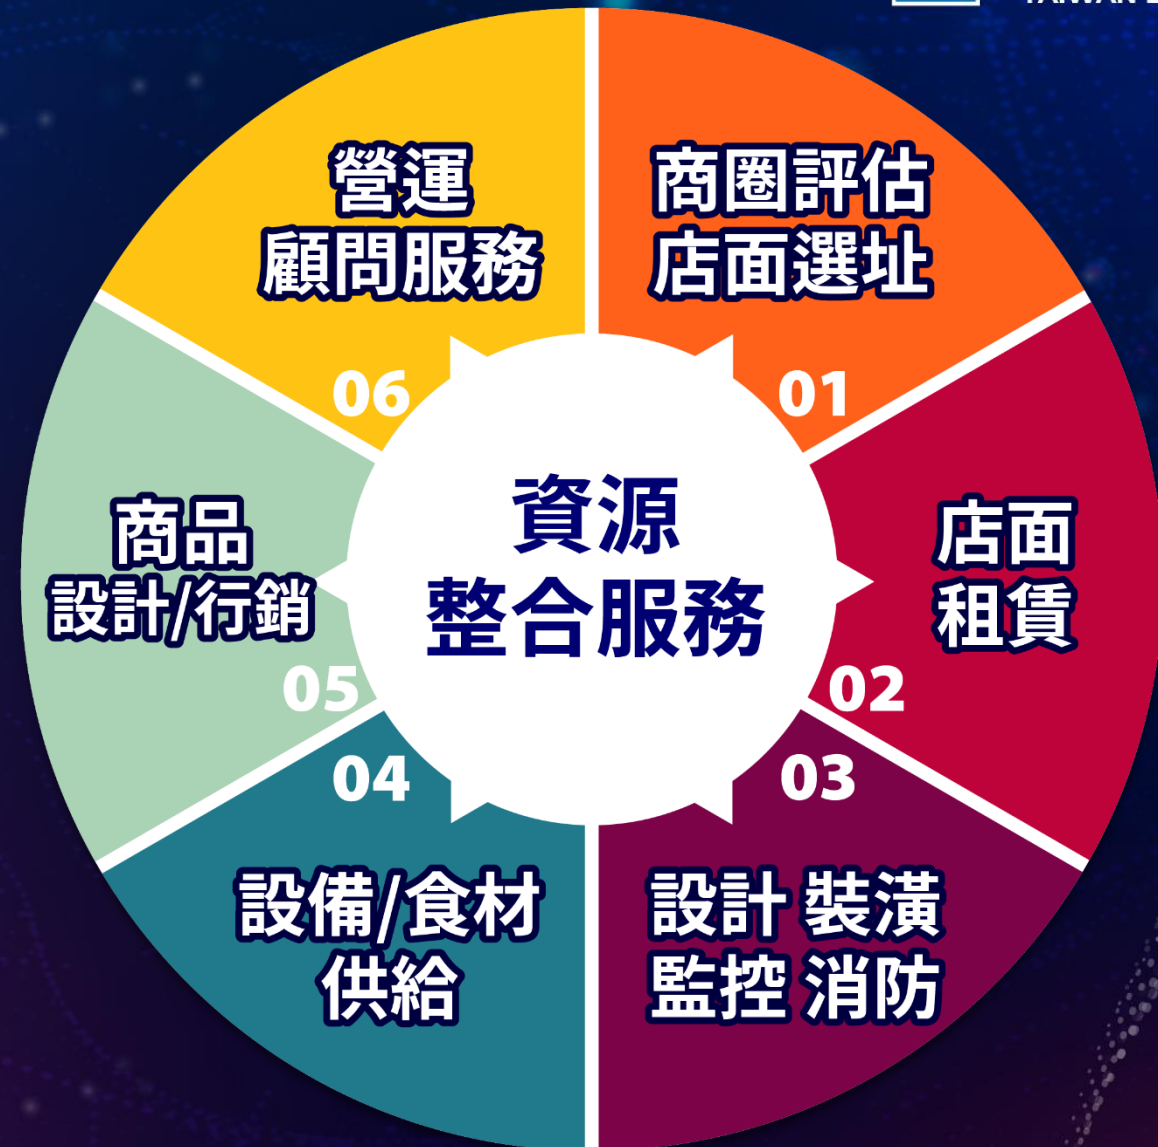 商圈評估
店面選址
01
店面
租賃
02
03
設計 裝潢
監控 消防
04
設備/食材
供給
商品
設計/行銷
05
營運
顧問服務
06
資源
整合服務